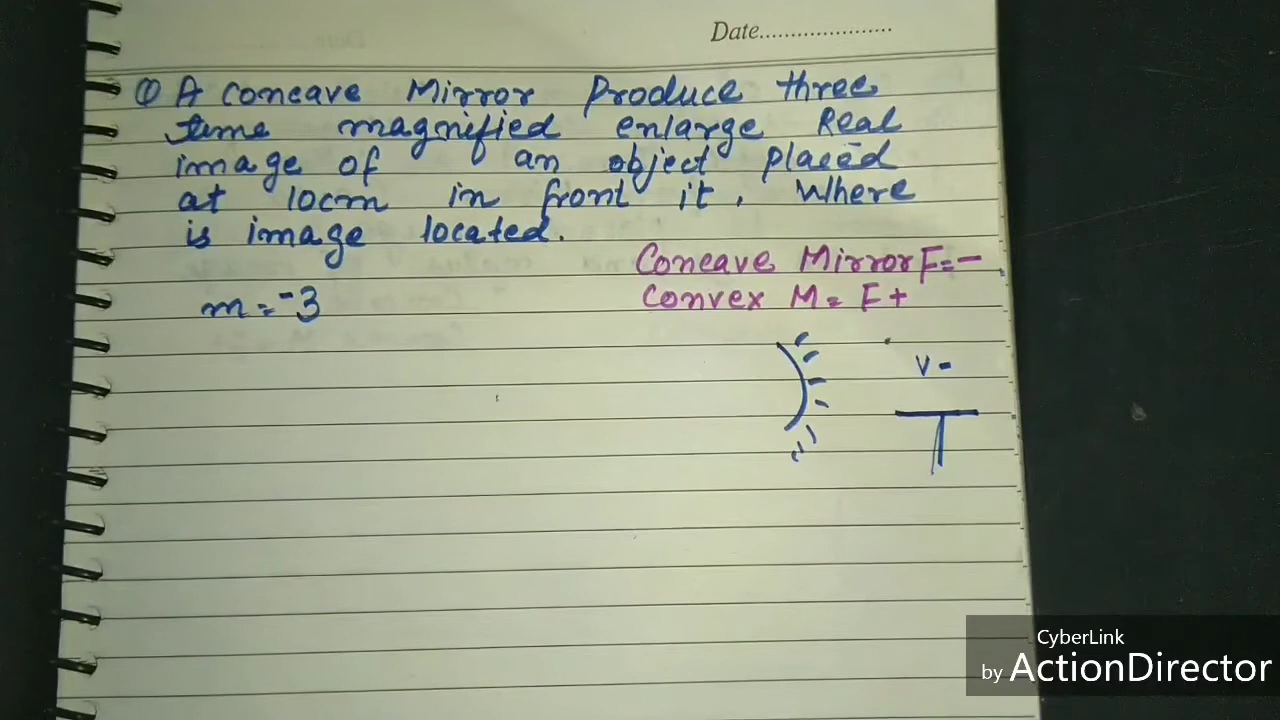 Date.....................
Q A Concave Mirror Produce three
time magnified enlarge Real
image of an object placed
at 10cm in front it. Where
is image located.
Concave Mirror F=-
Convex M= F+
m=-3
V-
CyberLink
by ActionDirector